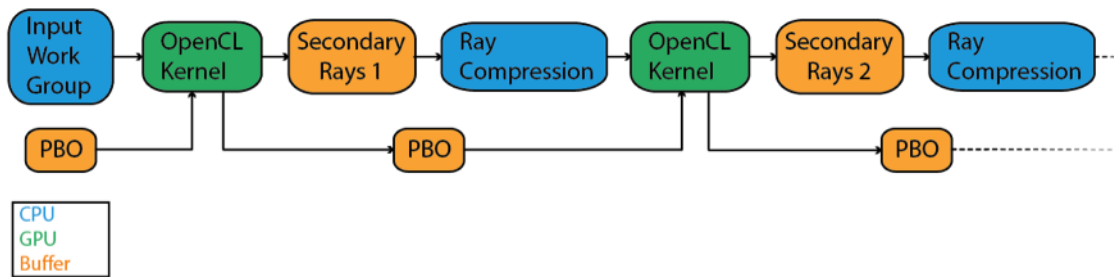 Input
Work
Group
OpenCL
Kernel
Secondary
Rays 1
Ray
Compression
OpenCL
Kernel
Secondary
Rays 2
Ray
Compression
PBO
PBO
PBO
CPU
GPU
Buffer